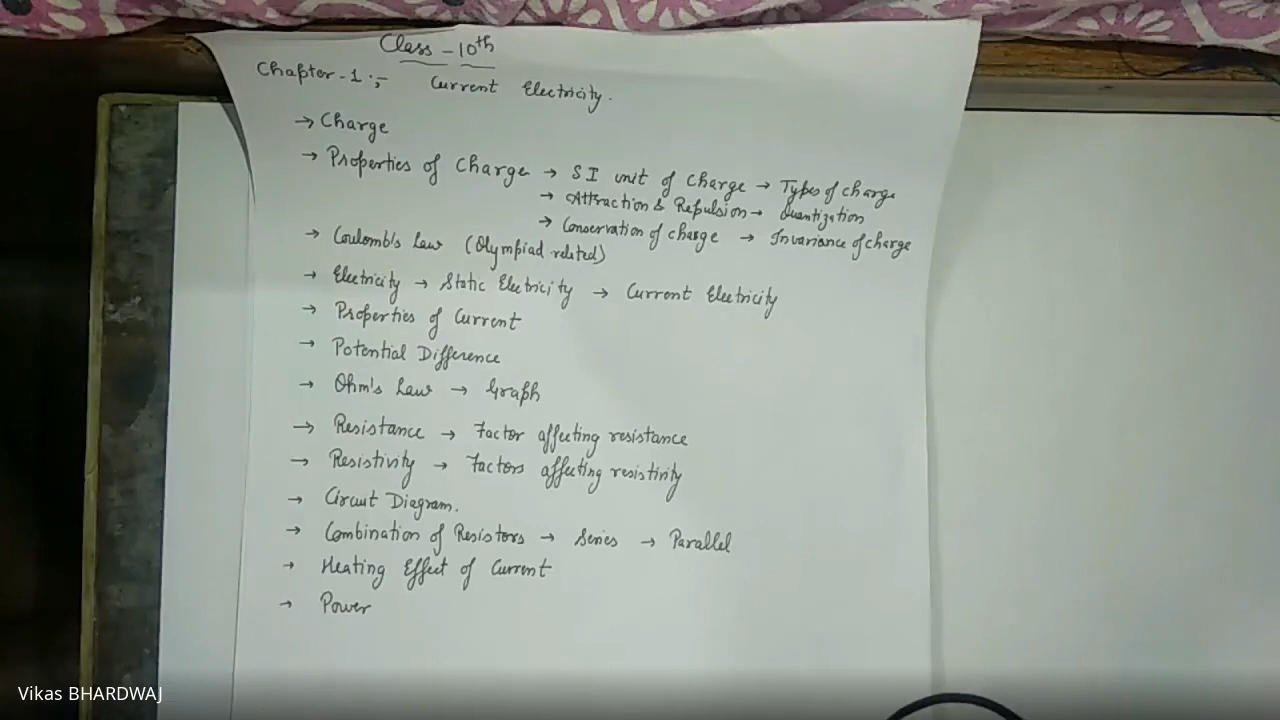 Class - 10th
Chapter-1 :- Current Electricity.
→ Charge
→ Properties of Charge → SI unit of Charge → Types of charge
→ Attraction & Repulsion → Quantization
→ Conservation of charge → Invariance of charge
→ Coulomb's Law (Olympiad related)
→ Electricity → Static Electricity → Current Electricity
→ Properties of Current
→ Potential Difference
→ Ohm's Law → Graph
→ Resistance → Factor affecting resistance
→ Resistivity → Factors affecting resistivity
→ Circuit Diagram.
→ Combination of Resistors → Series → Parallel
→ Heating Effect of Current
→ Power
Vikas BHARDWAJ